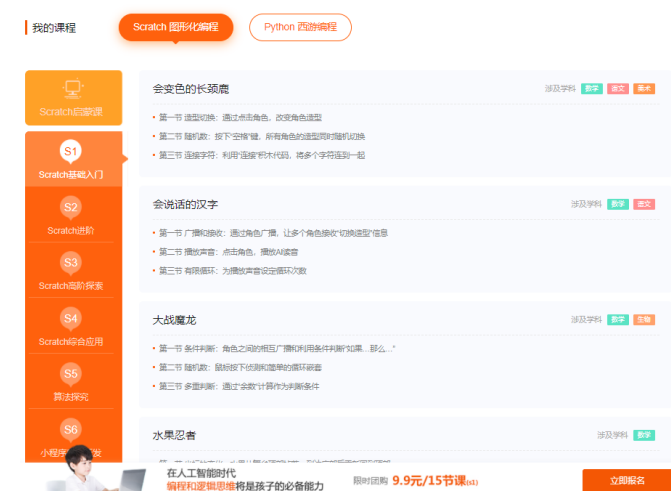 我的课程
Scratch 图形化编程
Python 西游编程
Scratch启蒙课
S1
Scratch基础入门
S2
Scratch进阶
S3
Scratch高阶探索
S4
Scratch综合应用
S5
算法探究
S6
小程序
发
会变色的长颈鹿
涉及学科 数学 语文 美术
• 第一节 造型切换：通过点击角色，改变角色造型
• 第二节 随机数：按下“空格”键，所有角色的造型同时随机切换
• 第三节 连接字符：利用“连接”积木代码，将多个字符连到一起
会说话的汉字
涉及学科 数学 语文
• 第一节 广播和接收：通过角色广播，让多个角色接收“切换造型”信息
• 第二节 播放声音：点击角色，播放AI读音
• 第三节 有限循环：为播放声音设定循环次数
大战魔龙
涉及学科 数学 生物
• 第一节 条件判断：角色之间的相互广播和利用条件判断“如果...那么...”
• 第二节 随机数：鼠标按下侦测和简单的循环嵌套
• 第三节 多重判断：通过“余数”计算作为判断条件
水果忍者
涉及学科 数学
在人工智能时代
编程和逻辑思维将是孩子的必备能力
限时团购 9.9元/15节课(s1)
立即报名